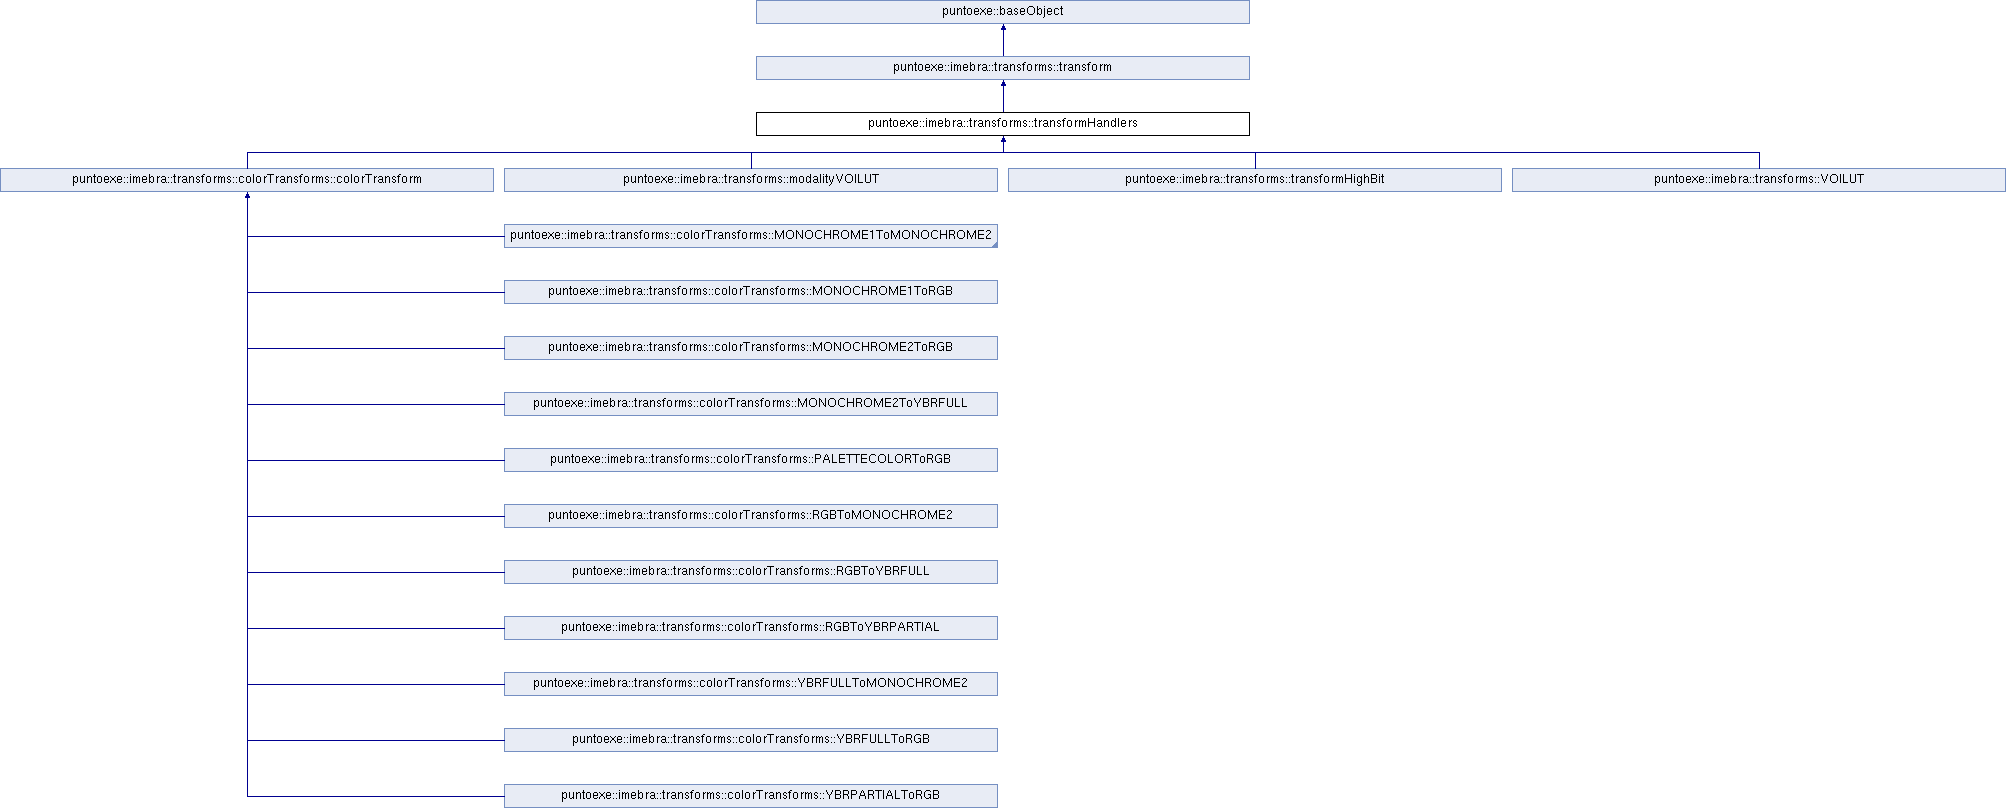 puntoexe::baseObject
puntoexe::imebra::transforms::transform
puntoexe::imebra::transforms::transformHandlers
puntoexe::imebra::transforms::colorTransforms::colorTransform
puntoexe::imebra::transforms::modalityVOILUT
puntoexe::imebra::transforms::transformHighBit
puntoexe::imebra::transforms::VOILUT
puntoexe::imebra::transforms::colorTransforms::MONOCHROME1ToMONOCHROME2
puntoexe::imebra::transforms::colorTransforms::MONOCHROME1ToRGB
puntoexe::imebra::transforms::colorTransforms::MONOCHROME2ToRGB
puntoexe::imebra::transforms::colorTransforms::MONOCHROME2ToYBRFULL
puntoexe::imebra::transforms::colorTransforms::PALETTECOLORToRGB
puntoexe::imebra::transforms::colorTransforms::RGBToMONOCHROME2
puntoexe::imebra::transforms::colorTransforms::RGBToYBRFULL
puntoexe::imebra::transforms::colorTransforms::RGBToYBRPARTIAL
puntoexe::imebra::transforms::colorTransforms::YBRFULLToMONOCHROME2
puntoexe::imebra::transforms::colorTransforms::YBRFULLToRGB
puntoexe::imebra::transforms::colorTransforms::YBRPARTIALToRGB